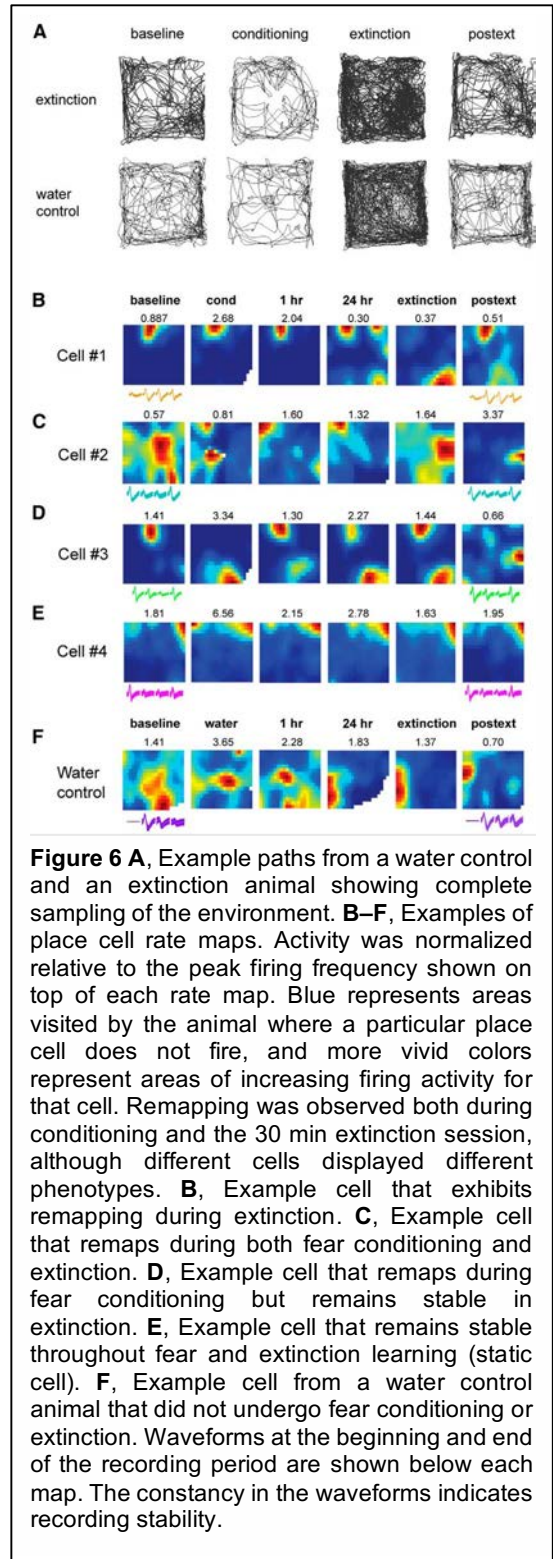 A
baseline conditioning extinction postext
extinction
water
control
B baseline cond 1 hr 24 hr extinction postext
0.887 2.68 2.04 0.30 0.37 0.51
Cell #1
C 0.57 0.81 1.60 1.32 1.64 3.37
Cell #2
D 1.41 3.34 1.30 2.27 1.44 0.66
Cell #3
E 1.81 6.56 2.15 2.78 1.63 1.95
Cell #4
F baseline water 1 hr 24 hr extinction postext
1.41 3.65 2.28 1.83 1.37 0.70
Water
control
Figure 6 A, Example paths from a water control
and an extinction animal showing complete
sampling of the environment. B–F, Examples of
place cell rate maps. Activity was normalized
relative to the peak firing frequency shown on
top of each rate map. Blue represents areas
visited by the animal where a particular place
cell does not fire, and more vivid colors
represent areas of increasing firing activity for
that cell. Remapping was observed both during
conditioning and the 30 min extinction session,
although different cells displayed different
phenotypes. B, Example cell that exhibits
remapping during extinction. C, Example cell
that remaps during both fear conditioning and
extinction. D, Example cell that remaps during
fear conditioning but remains stable in
extinction. E, Example cell that remains stable
throughout fear and extinction learning (static
cell). F, Example cell from a water control
animal that did not undergo fear conditioning or
extinction. Waveforms at the beginning and end
of the recording period are shown below each
map. The constancy in the waveforms indicates
recording stability.